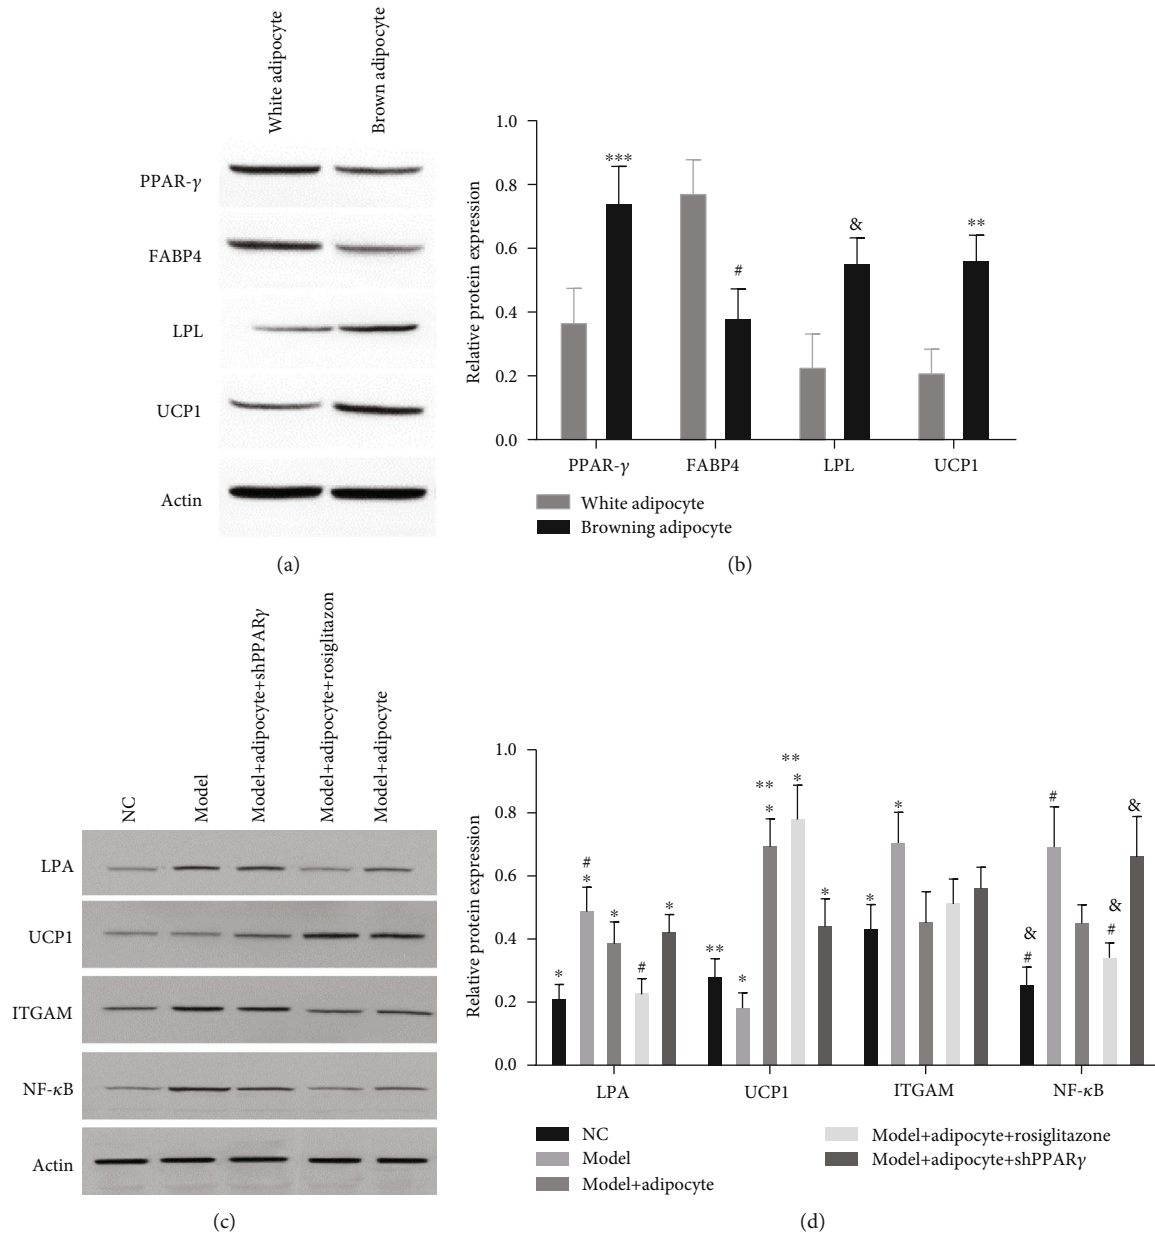 White adipocyte
Brown adipocyte
PPAR-γ
FABP4
LPL
UCP1
Actin
(a)
Relative protein expression
1.0
0.8
0.6
0.4
0.2
0.0
***
#
&
**
PPAR-γ
FABP4
LPL
UCP1
White adipocyte
Browning adipocyte
(b)
NC
Model
Model+adipocyte+shPPARγ
Model+adipocyte+rosiglitazon
Model+adipocyte
LPA
UCP1
ITGAM
NF-κB
Actin
(c)
Relative protein expression
1.0
0.8
0.6
0.4
0.2
0.0
*
#
*
*
#
*
**
*
**
*
**
*
*
*
*
&
#
#
&
#
&
LPA
UCP1
ITGAM
NF-κB
NC
Model
Model+adipocyte
Model+adipocyte+rosiglitazone
Model+adipocyte+shPPARγ
(d)